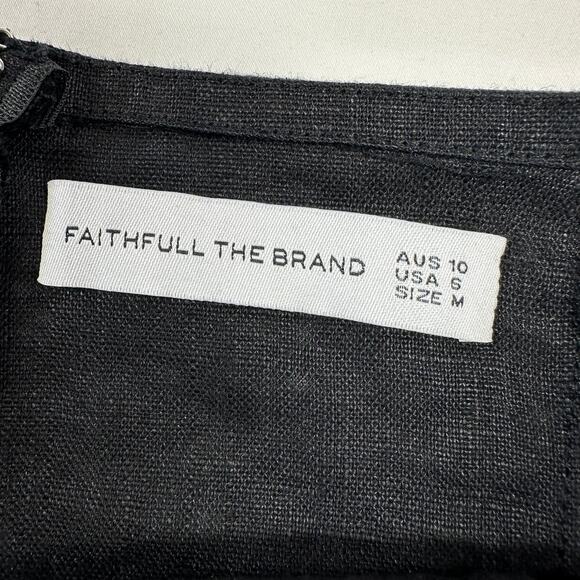 FAITHFULL THE BRAND
AUS 10
USA 6
SIZE M